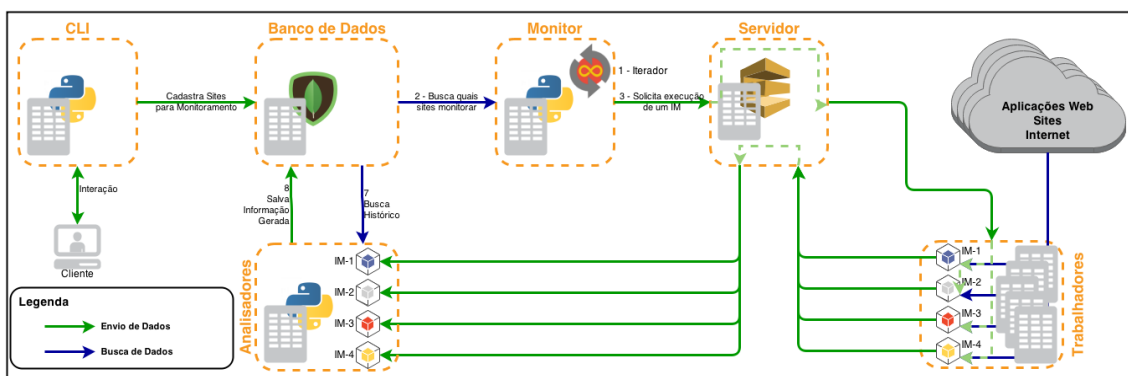 CLI
Banco de Dados
Monitor
Servidor
1 - Iterador
Cadastra Sites
para Monitoramento
2 - Busca quais
sites monitorar
3 - Solicita execução
de um IM
Aplicações Web
Sites
Internet
Interação
8
Salva
Informação
Gerada
7
Busca
Histórico
Cliente
Analisadores
IM-1
IM-2
IM-3
IM-4
IM-1
IM-2
IM-3
IM-4
Trabalhadores
Legenda
Envio de Dados
Busca de Dados